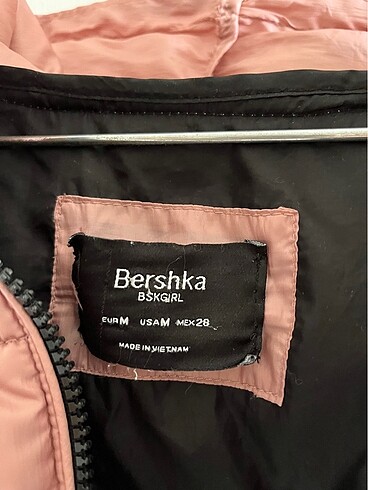 Bershka
BSKGIRL
EUR M USA M MEX 28
MADE IN VIETNAM